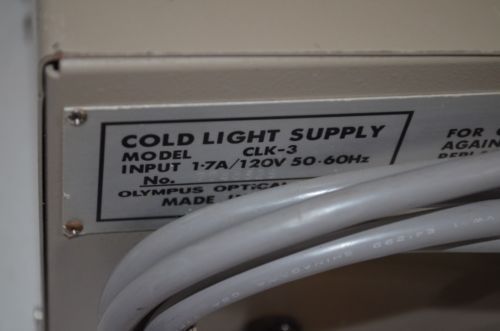 COLD LIGHT SUPPLY
MODEL CLK-3
INPUT 1·7A/120V 50-60Hz
No.
OLYMPUS OPTICAL
MADE
FOR
AGAIN